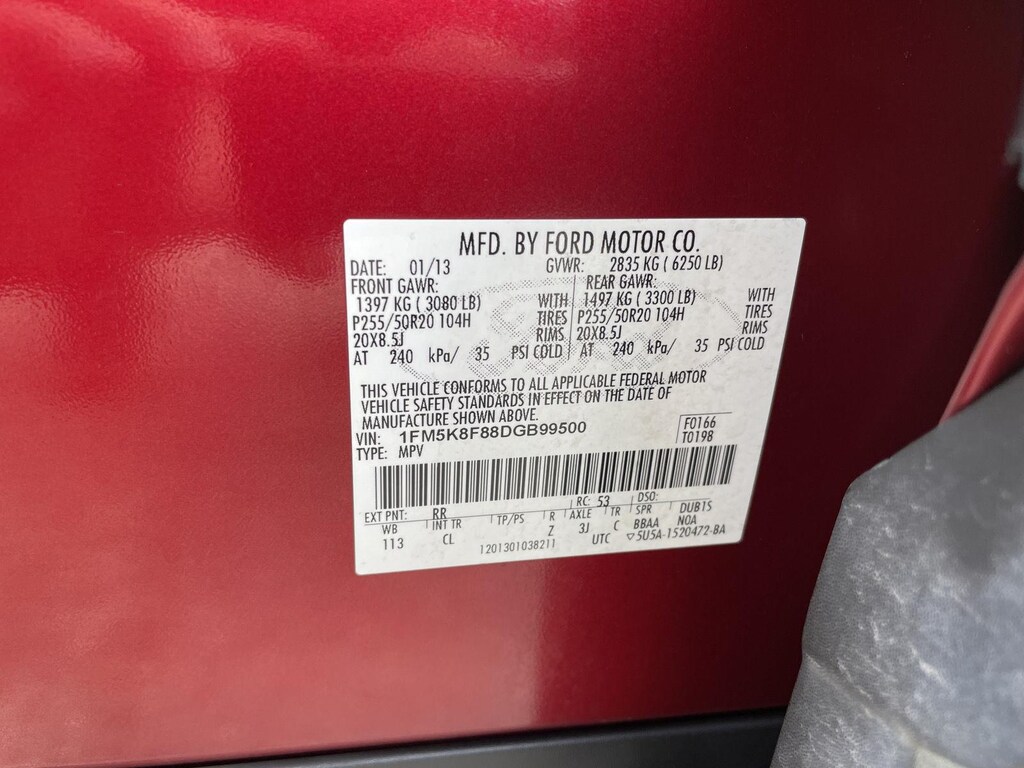 MFD. BY FORD MOTOR CO.
DATE: 01/13 GVWR: 2835 KG ( 6250 LB)
FRONT GAWR: REAR GAWR:
1397 KG ( 3080 LB) WITH 1497 KG ( 3300 LB) WITH
P255/50R20 104H TIRES P255/50R20 104H TIRES
20X8.5J RIMS 20X8.5J RIMS
AT 240 kPa/ 35 PSI COLD AT 240 kPa/ 35 PSI COLD
THIS VEHICLE CONFORMS TO ALL APPLICABLE FEDERAL MOTOR
VEHICLE SAFETY STANDARDS IN EFFECT ON THE DATE OF
MANUFACTURE SHOWN ABOVE.
VIN: 1FM5K8F88DGB99500 F0166
TYPE: MPV T0198
EXT PNT: RR RC: 53 DSO:
WB INT TR TP/PS R AXLE TR SPR DUB1S
113 CL Z 3J C BBAA NOA
1201301038211 UTC ▽5U5A-1520472-BA